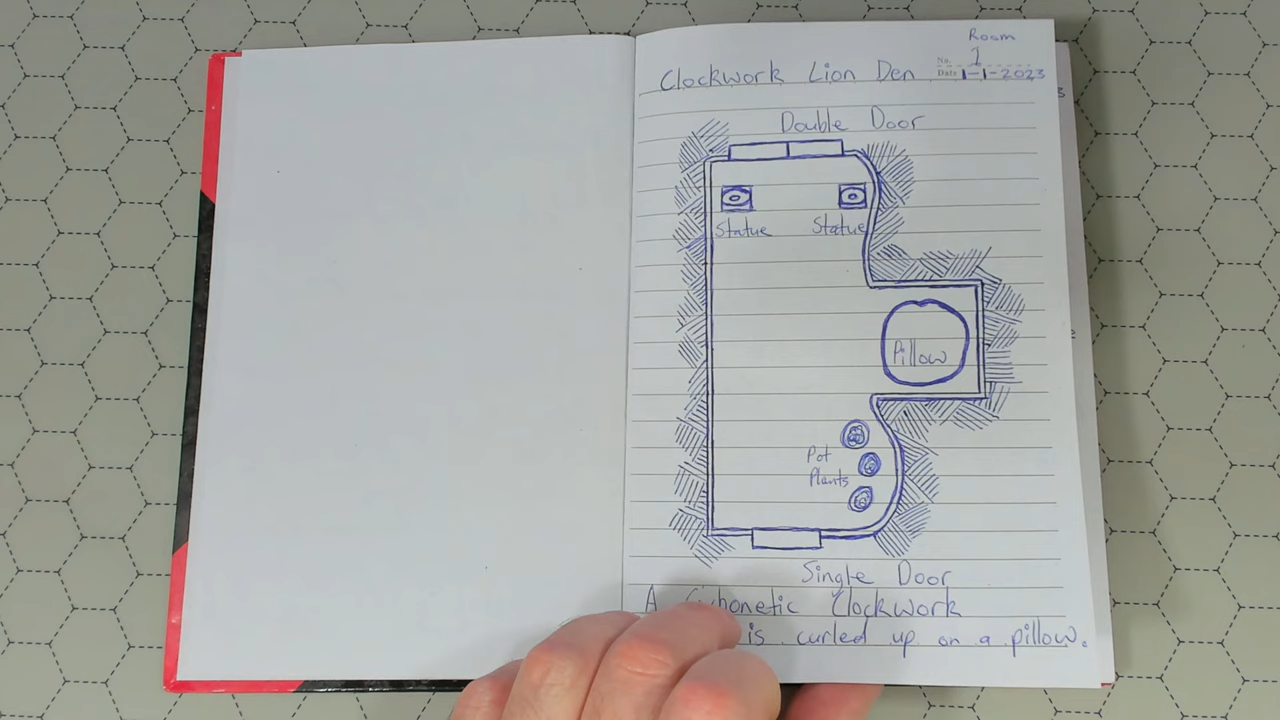 Room
No. 1
Clockwork Lion Den
Date 1-1-2023
Double Door
Statue Statue
Pillow
Pot
Plants
Single Door
A Cybonetic Clockwork
is curled up on a pillow.